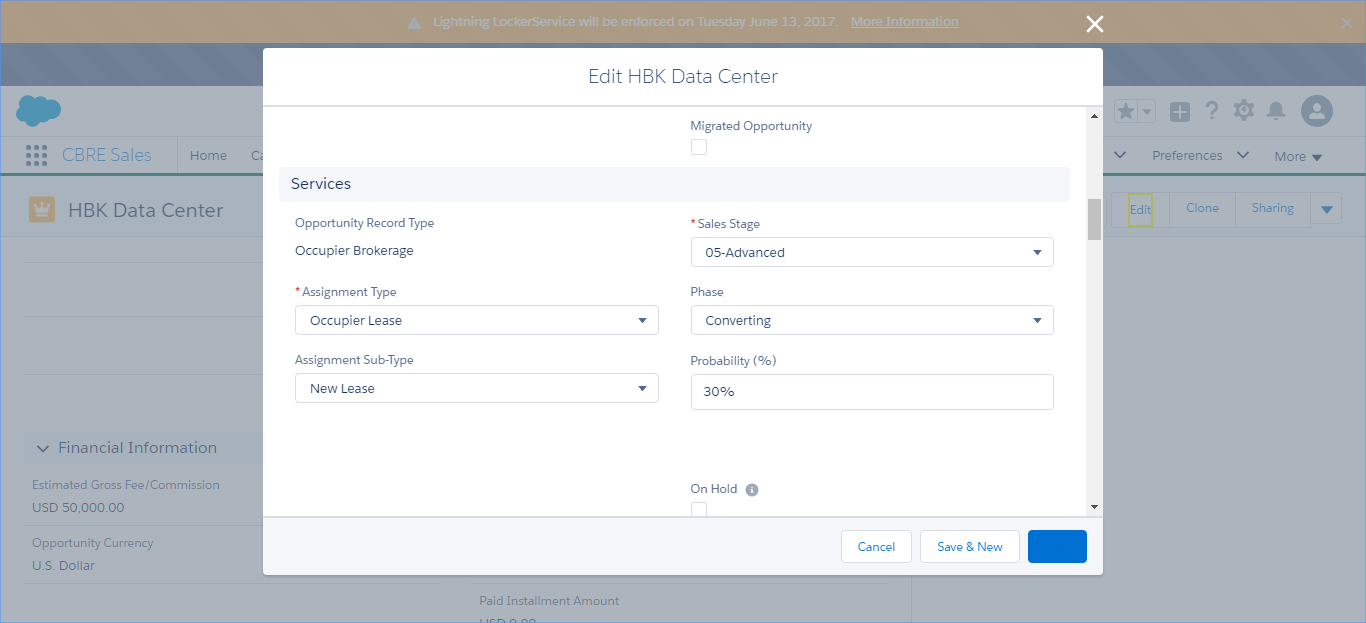 Lightning LockerService will be enforced on Tuesday June 13, 2017. More Information
Edit HBK Data Center
Migrated Opportunity
CBRE Sales
Home
Ca
Preferences
More
Services
HBK Data Center
Edit
Clone
Sharing
Opportunity Record Type
Occupier Brokerage
* Sales Stage
05-Advanced
* Assignment Type
Occupier Lease
Phase
Converting
Assignment Sub-Type
New Lease
Probability (%)
30%
Financial Information
Estimated Gross Fee/Commission
USD 50,000.00
On Hold
Opportunity Currency
U.S. Dollar
Cancel
Save & New
Paid Installment Amount
USD 0.00